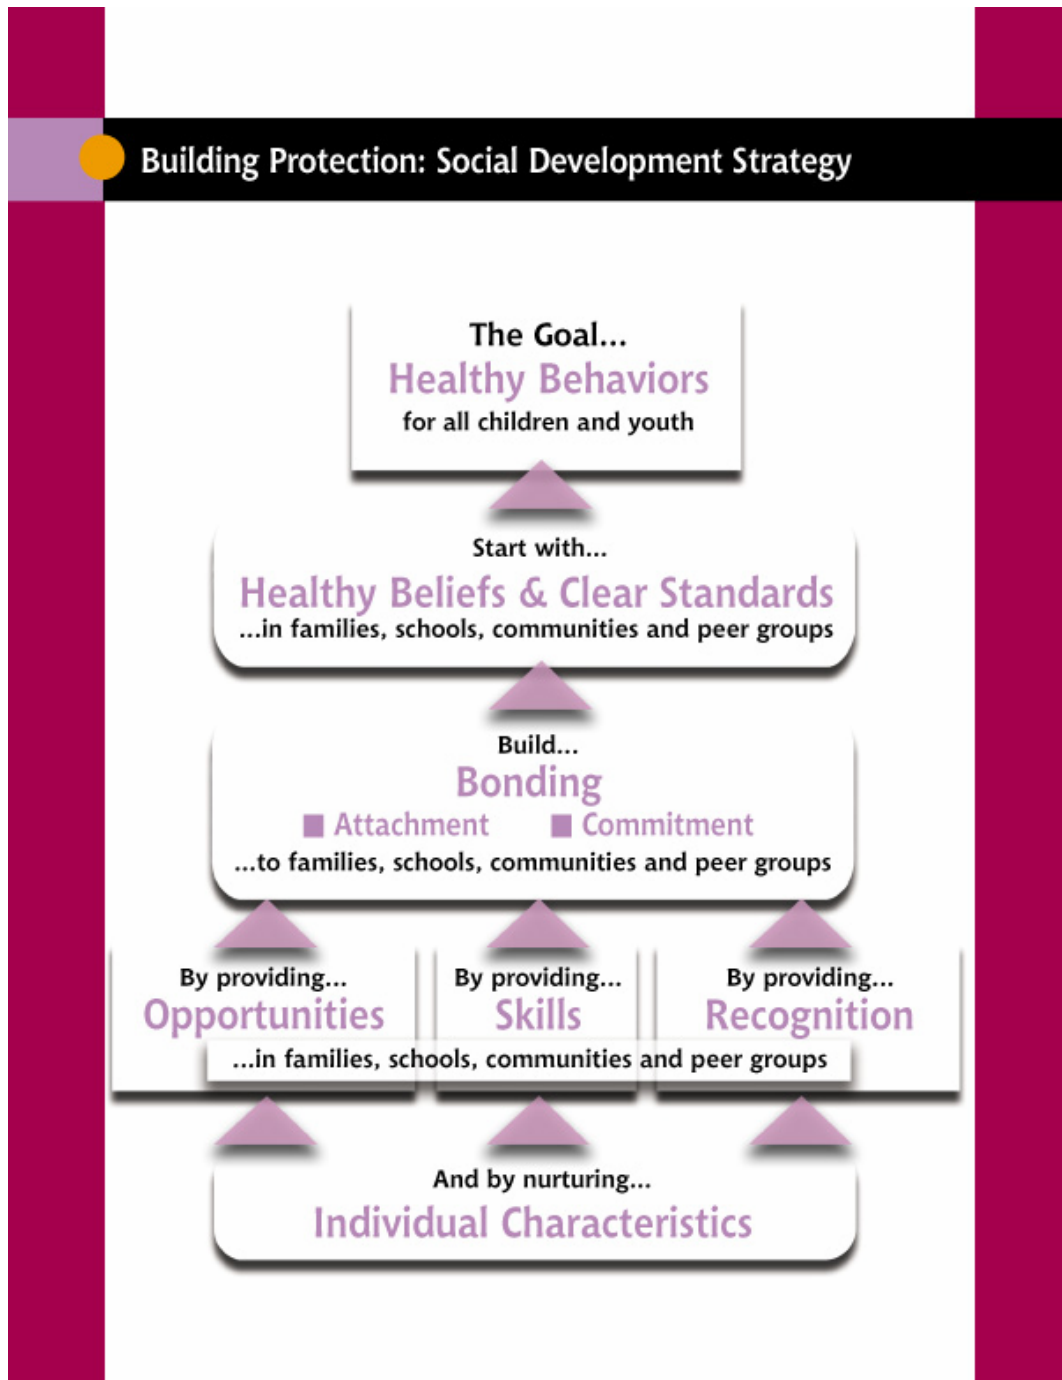 Building Protection: Social Development Strategy
The Goal...
Healthy Behaviors
for all children and youth
Start with...
Healthy Beliefs & Clear Standards
...in families, schools, communities and peer groups
Build...
Bonding
■ Attachment ■ Commitment
...to families, schools, communities and peer groups
By providing... By providing... By providing...
Opportunities Skills Recognition
...in families, schools, communities and peer groups
And by nurturing...
Individual Characteristics